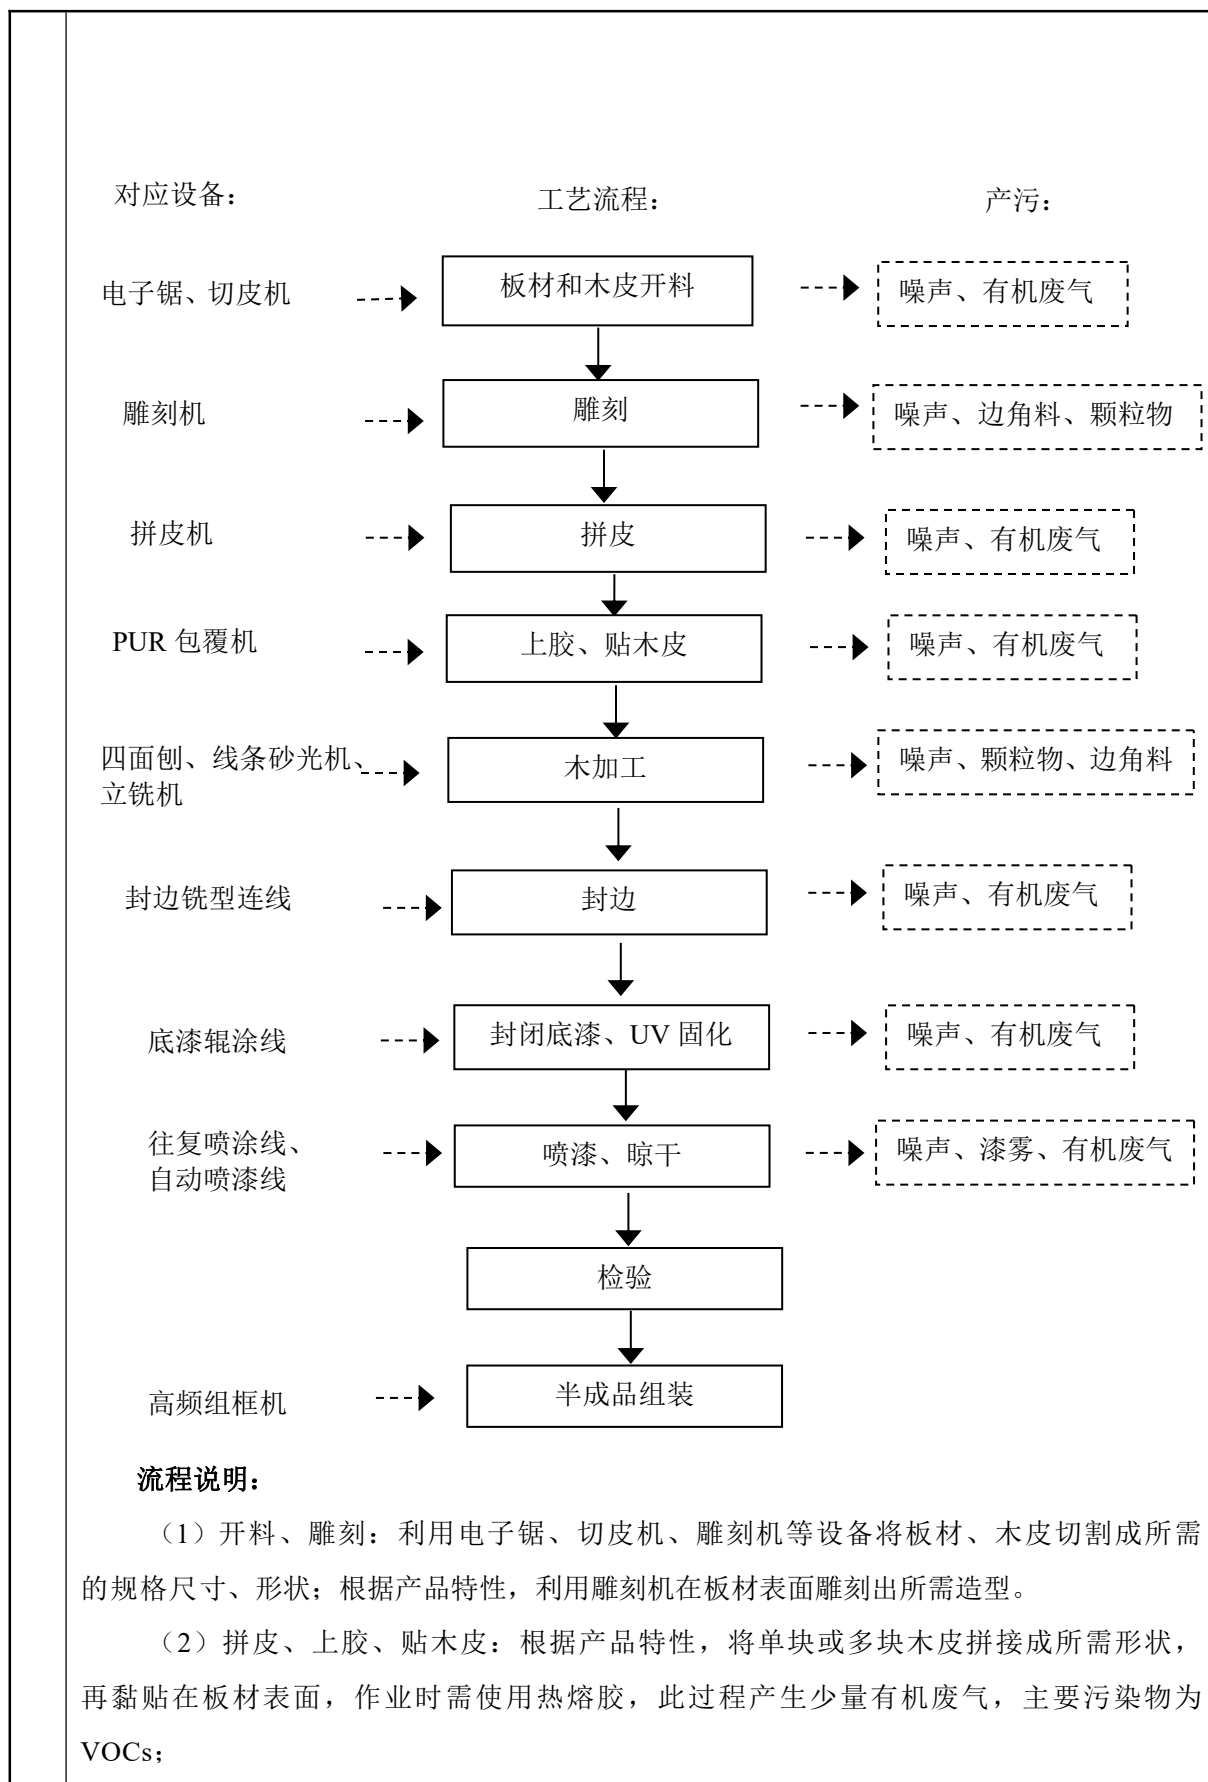 对应设备： 工艺流程： 产污：
电子锯、切皮机 板材和木皮开料 噪声、有机废气
雕刻机 雕刻 噪声、边角料、颗粒物
拼皮机 拼皮 噪声、有机废气
PUR 包覆机 上胶、贴木皮 噪声、有机废气
四面刨、线条砂光机、
立铣机 木加工 噪声、颗粒物、边角料
封边铣型连线 封边 噪声、有机废气
底漆辊涂线 封闭底漆、UV 固化 噪声、有机废气
往复喷涂线、
自动喷漆线 喷漆、晾干 噪声、漆雾、有机废气
检验
高频组框机 半成品组装
流程说明：
（1）开料、雕刻：利用电子锯、切皮机、雕刻机等设备将板材、木皮切割成所需
的规格尺寸、形状；根据产品特性，利用雕刻机在板材表面雕刻出所需造型。
（2）拼皮、上胶、贴木皮：根据产品特性，将单块或多块木皮拼接成所需形状，
再黏贴在板材表面，作业时需使用热熔胶，此过程产生少量有机废气，主要污染物为
VOCs；